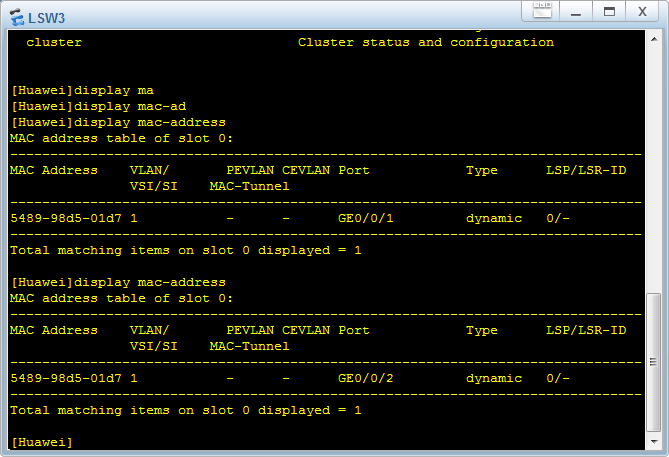 LSW3
cluster                           Cluster status and configuration
[Huawei]display ma
[Huawei]display mac-ad
[Huawei]display mac-address
MAC address table of slot 0:
-------------------------------------------------------------------------------
MAC Address    VLAN/       PEVLAN CEVLAN Port            Type      LSP/LSR-ID
               VSI/SI    MAC-Tunnel
-------------------------------------------------------------------------------
5489-98d5-01d7 1           -      -      GE0/0/1         dynamic   0/-
-------------------------------------------------------------------------------
Total matching items on slot 0 displayed = 1
[Huawei]display mac-address
MAC address table of slot 0:
-------------------------------------------------------------------------------
MAC Address    VLAN/       PEVLAN CEVLAN Port            Type      LSP/LSR-ID
               VSI/SI    MAC-Tunnel
-------------------------------------------------------------------------------
5489-98d5-01d7 1           -      -      GE0/0/2         dynamic   0/-
-------------------------------------------------------------------------------
Total matching items on slot 0 displayed = 1
[Huawei]